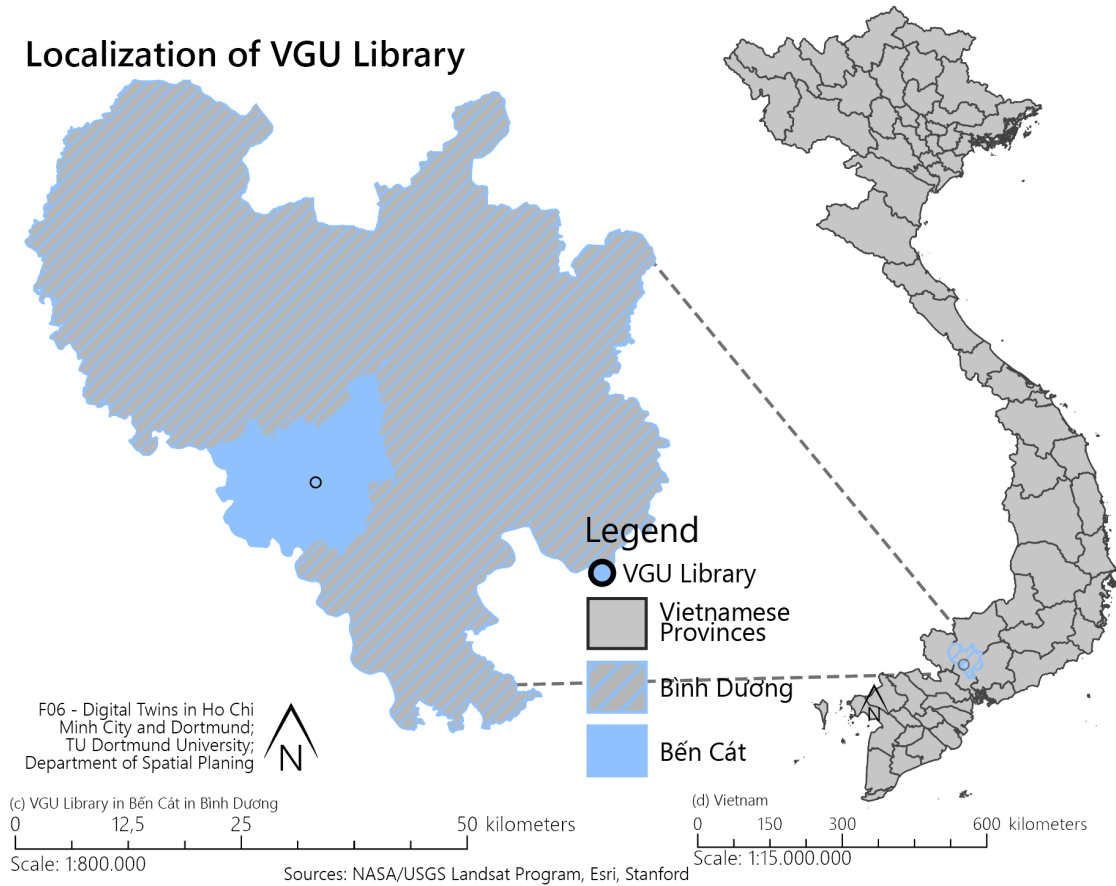 Localization of VGU Library
Legend
VGU Library
Vietnamese
Provinces
Bình Dương
Bến Cát
F06 - Digital Twins in Ho Chi
Minh City and Dortmund;
TU Dortmund University;
Department of Spatial Planing
N
N
(c) VGU Library in Bến Cát in Bình Dương
0 12,5 25 50 kilometers
Scale: 1:800.000
(d) Vietnam
0 150 300 600 kilometers
Scale: 1:15.000.000
Sources: NASA/USGS Landsat Program, Esri, Stanford